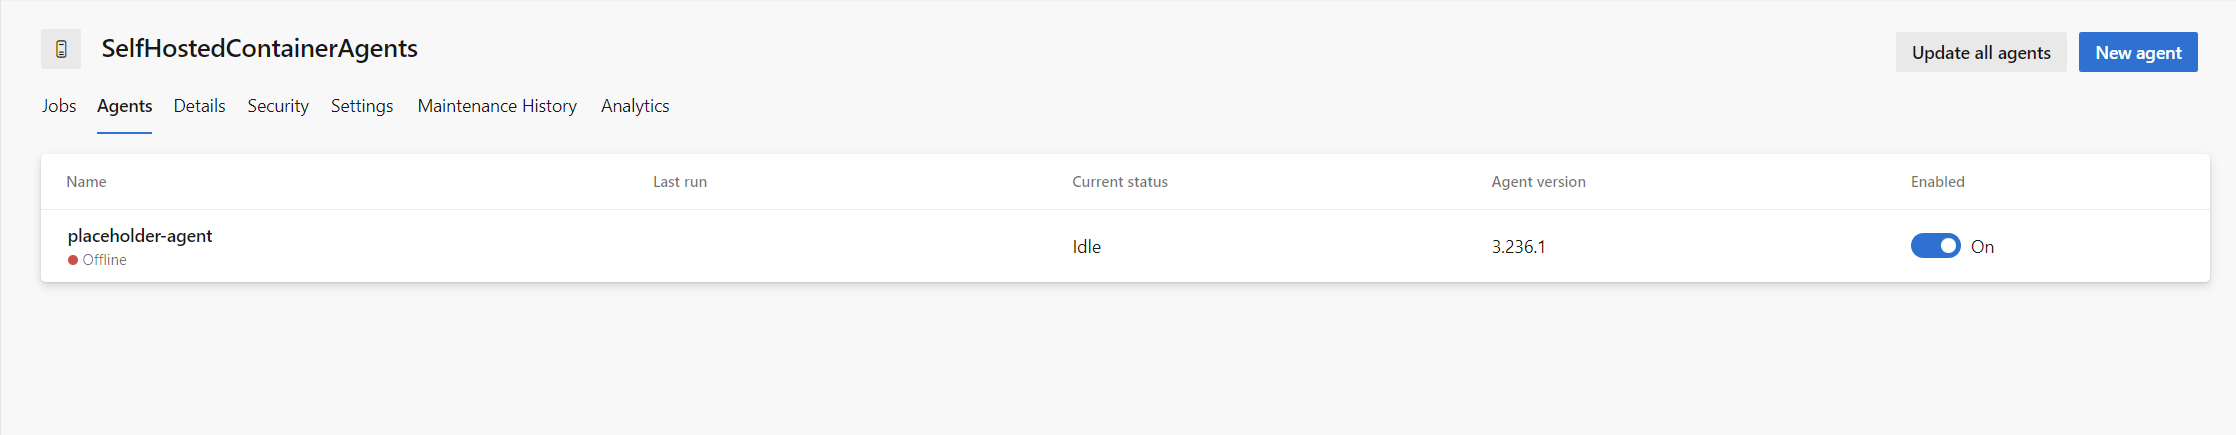 SelfHostedContainerAgents
Update all agents
New agent
Jobs Agents Details Security Settings Maintenance History Analytics
Name Last run Current status Agent version Enabled
placeholder-agent
Idle 3.236.1 On
Offline